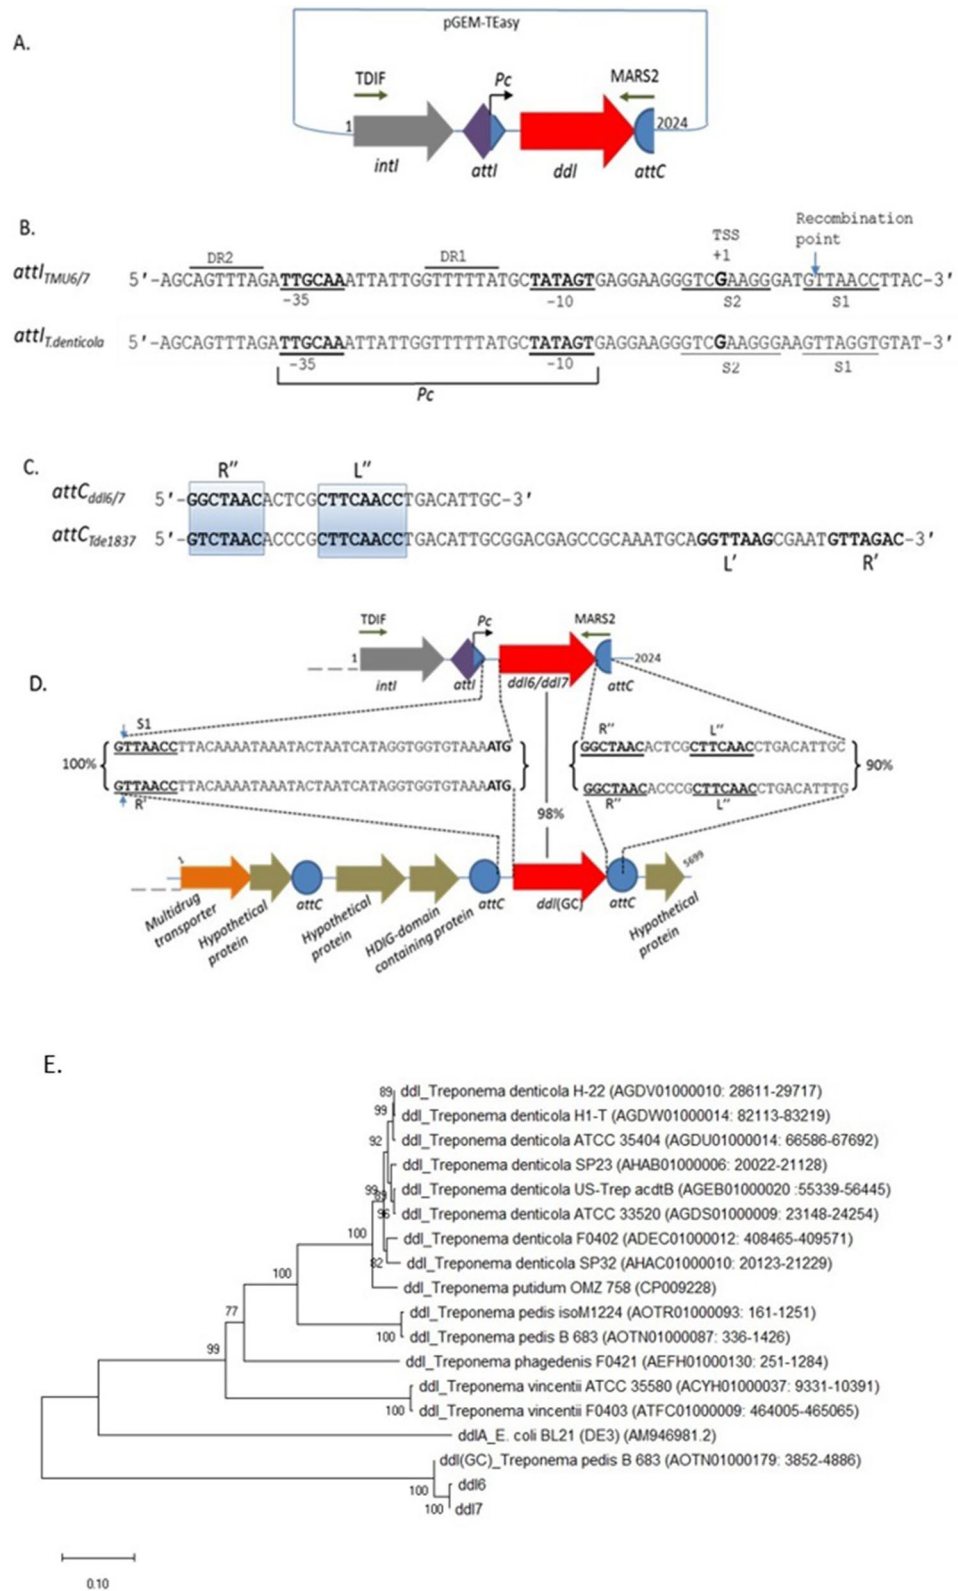 pGEM-TEasy
A.
TDIF
Pc
MARS2
1
2024
intI
attI
ddl
attC
B.
Recombination
point
TSS
+1
DR2
DR1
attITMU6/7
5'-AGCAGTTTAGATTGCAAATTATTGGTTTTTATGCTATAGTGAGGAAGGGTCGAAGGGATGTTAACCTTAC-3'
-35
-10
S2
S1
attIT.denticola
5'-AGCAGTTTAGATTGCAAATTATTGGTTTTTATGCTATAGTGAGGAAGGGTCGAAGGGAAGTTAGGTGTAT-3'
-35
-10
S2
S1
Pc
C.
R″
L″
attCddl6/7
5'-GGCTAACACTCGCTTCAACCTGACATTGC-3'
attCTde1837
5'-GTCTAACACCCGCTTCAACCTGACATTGCGGACGAGCCGCAAATGCAGGTTAAGCGAATGTTAGAC-3'
L'
R'
TDIF
Pc
MARS2
1
2024
D.
intI
attI
ddl6/ddl7
attC
S1
R″
L″
GTTAACCTTACAAAATAAATACTAATCATAGGTGGTGTAAAATG
GGCTAACACTCGCTTCAACCTGACATTGC
100%
90%
GTTAACCTTACAAAATAAATACTAATCATAGGTGGTGTAAAATG
GGCTAACACCCGCTTCAACCTGACATTTG
R'
R″
L″
98%
1
5699
Multidrug
transporter
Hypothetical
protein
attC
Hypothetical
protein
HDIG-domain
containing protein
attC
ddl(GC)
attC
Hypothetical
protein
E.
89
ddl_Treponema denticola H-22 (AGDV01000010: 28611-29717)
99
ddl_Treponema denticola H1-T (AGDW01000014: 82113-83219)
92
ddl_Treponema denticola ATCC 35404 (AGDU01000014: 66586-67692)
ddl_Treponema denticola SP23 (AHAB01000006: 20022-21128)
99
89
ddl_Treponema denticola US-Trep acdtB (AGEB01000020 :55339-56445)
96
ddl_Treponema denticola ATCC 33520 (AGDS01000009: 23148-24254)
100
ddl_Treponema denticola F0402 (ADEC01000012: 408465-409571)
82
ddl_Treponema denticola SP32 (AHAC01000010: 20123-21229)
100
ddl_Treponema putidum OMZ 758 (CP009228)
77
ddl_Treponema pedis isoM1224 (AOTR01000093: 161-1251)
100
ddl_Treponema pedis B 683 (AOTN01000087: 336-1426)
99
ddl_Treponema phagedenis F0421 (AEFH01000130: 251-1284)
ddl_Treponema vincentii ATCC 35580 (ACYH01000037: 9331-10391)
100
ddl_Treponema vincentii F0403 (ATFC01000009: 464005-465065)
ddlA_E. coli BL21 (DE3) (AM946981.2)
ddl(GC)_Treponema pedis B 683 (AOTN01000179: 3852-4886)
100
ddl6
100
ddl7
0.10